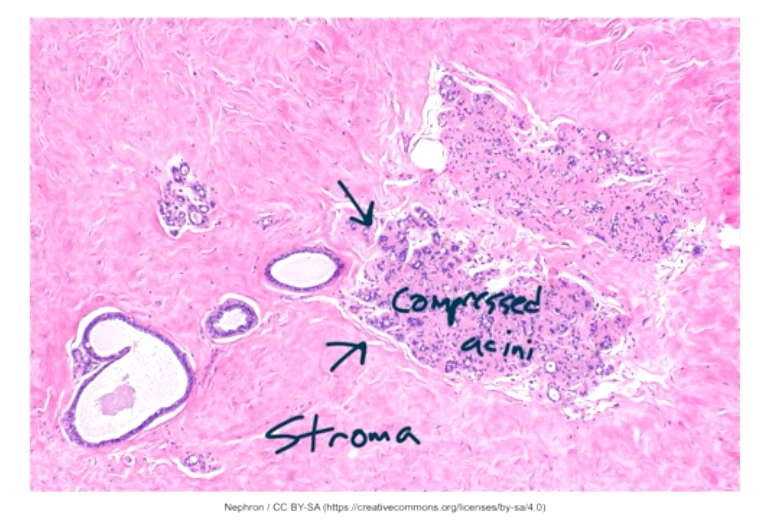 Compressed
acini
Stroma
Nephron / CC BY-SA (https://creativecommons.org/licenses/by-sa/4.0)